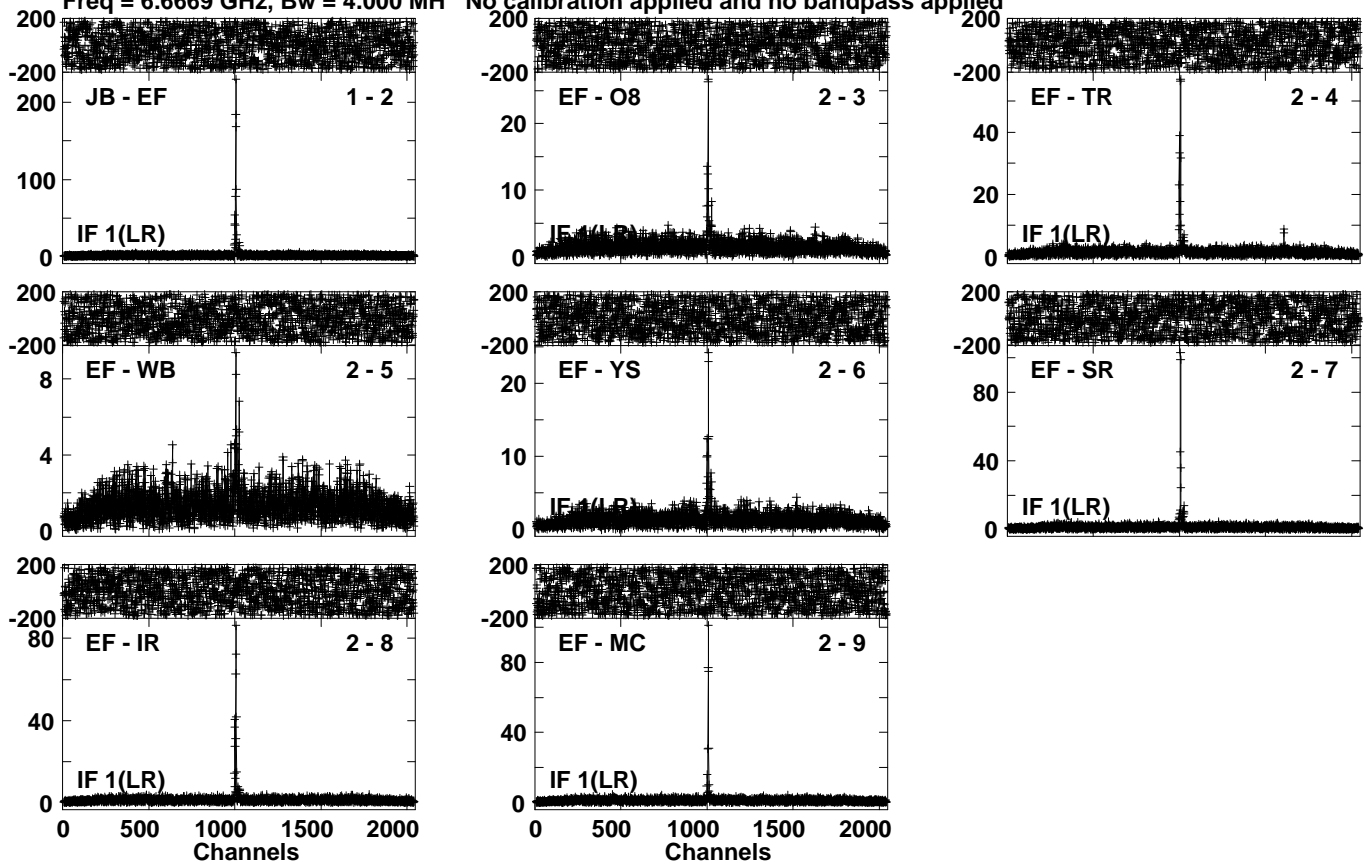 Freq = 6.6669 GHz, Bw = 4.000 MH No calibration applied and no bandpass applied
200
-200
JB - EF 1 - 2
200
100
0
IF 1(LR)
200
-200
EF - O8 2 - 3
20
10
0
IF 1(LR)
200
-200
EF - TR 2 - 4
40
20
0
IF 1(LR)
200
-200
EF - WB 2 - 5
8
4
0
200
-200
EF - YS 2 - 6
20
10
0
IF 1(LR)
200
-200
EF - SR 2 - 7
80
40
0
IF 1(LR)
200
-200
EF - IR 2 - 8
80
40
0
IF 1(LR)
0 500 1000 1500 2000
Channels
200
-200
EF - MC 2 - 9
80
40
0
IF 1(LR)
0 500 1000 1500 2000
Channels